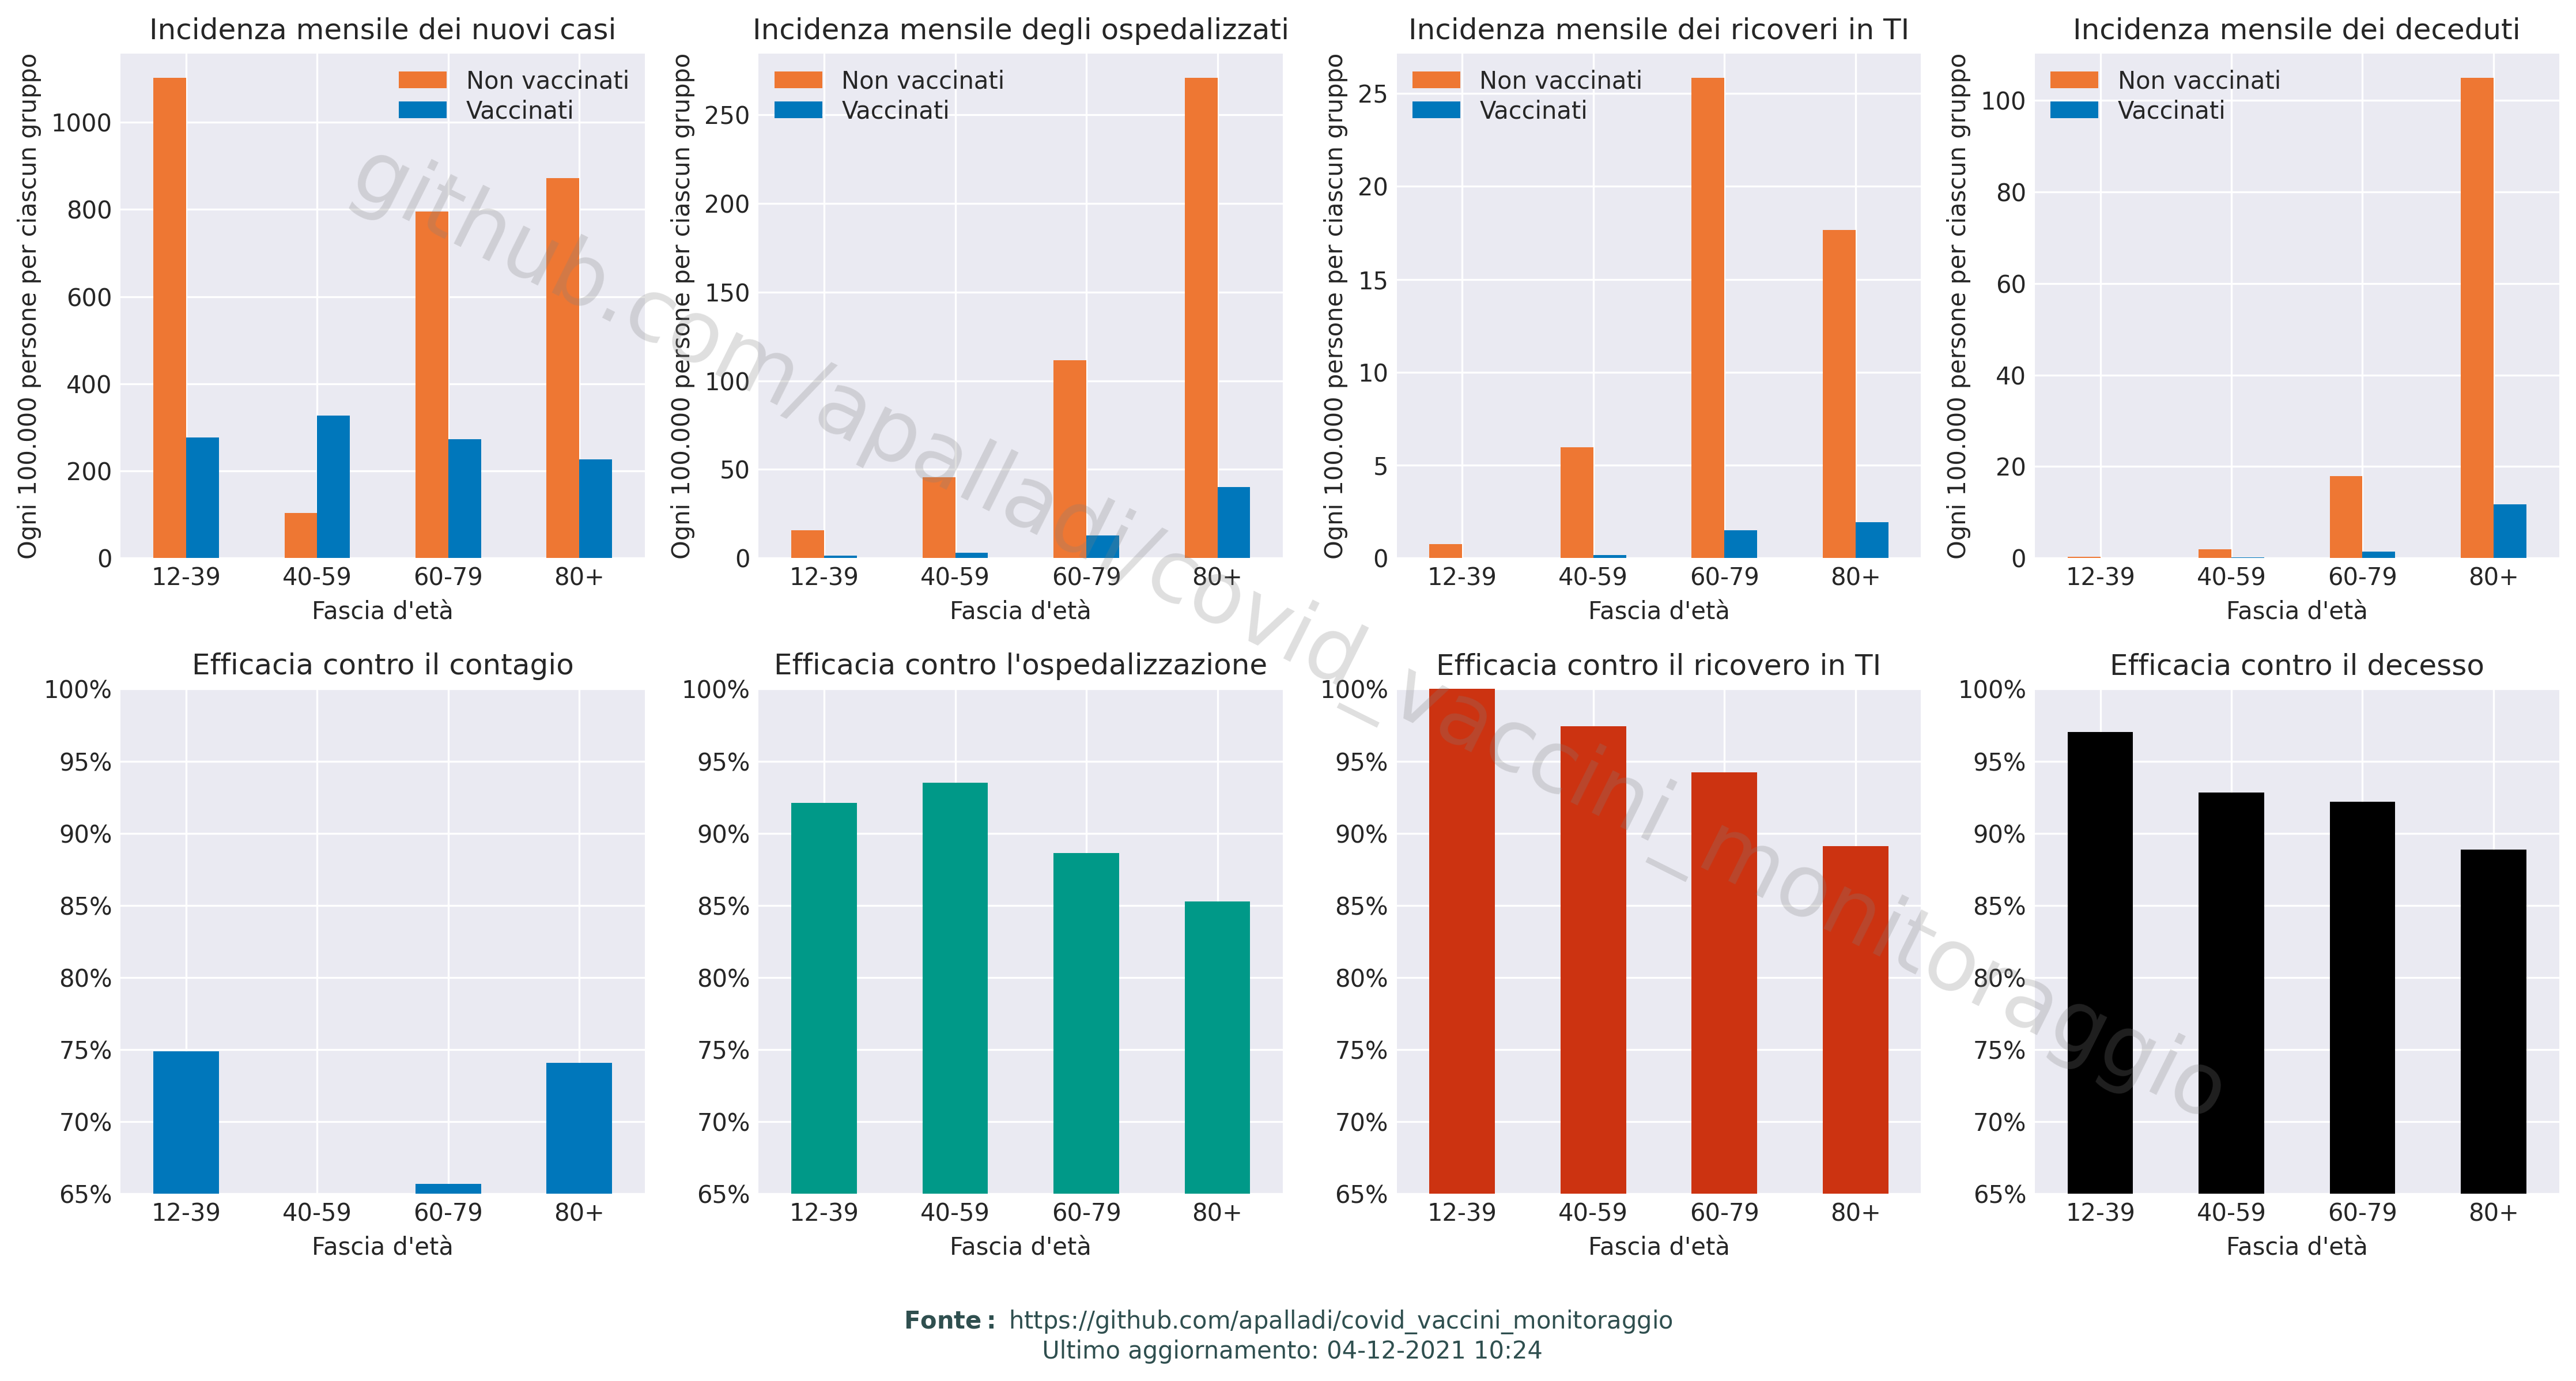 Incidenza mensile dei nuovi casi
Ogni 100.000 persone per ciascun gruppo
1000
800
600
400
200
0
Non vaccinati
Vaccinati
12-39 40-59 60-79 80+
Fascia d'età
Incidenza mensile degli ospedalizzati
Ogni 100.000 persone per ciascun gruppo
250
200
150
100
50
0
Non vaccinati
Vaccinati
12-39 40-59 60-79 80+
Fascia d'età
Incidenza mensile dei ricoveri in TI
Ogni 100.000 persone per ciascun gruppo
25
20
15
10
5
0
Non vaccinati
Vaccinati
12-39 40-59 60-79 80+
Fascia d'età
Incidenza mensile dei deceduti
Ogni 100.000 persone per ciascun gruppo
100
80
60
40
20
0
Non vaccinati
Vaccinati
12-39 40-59 60-79 80+
Fascia d'età
Efficacia contro il contagio
100%
95%
90%
85%
80%
75%
70%
65%
12-39 40-59 60-79 80+
Fascia d'età
Efficacia contro l'ospedalizzazione
100%
95%
90%
85%
80%
75%
70%
65%
12-39 40-59 60-79 80+
Fascia d'età
Efficacia contro il ricovero in TI
100%
95%
90%
85%
80%
75%
70%
65%
12-39 40-59 60-79 80+
Fascia d'età
Efficacia contro il decesso
100%
95%
90%
85%
80%
75%
70%
65%
12-39 40-59 60-79 80+
Fascia d'età
github.com/apalladi/covid_vaccini_monitoraggio
Fonte: https://github.com/apalladi/covid_vaccini_monitoraggio
Ultimo aggiornamento: 04-12-2021 10:24